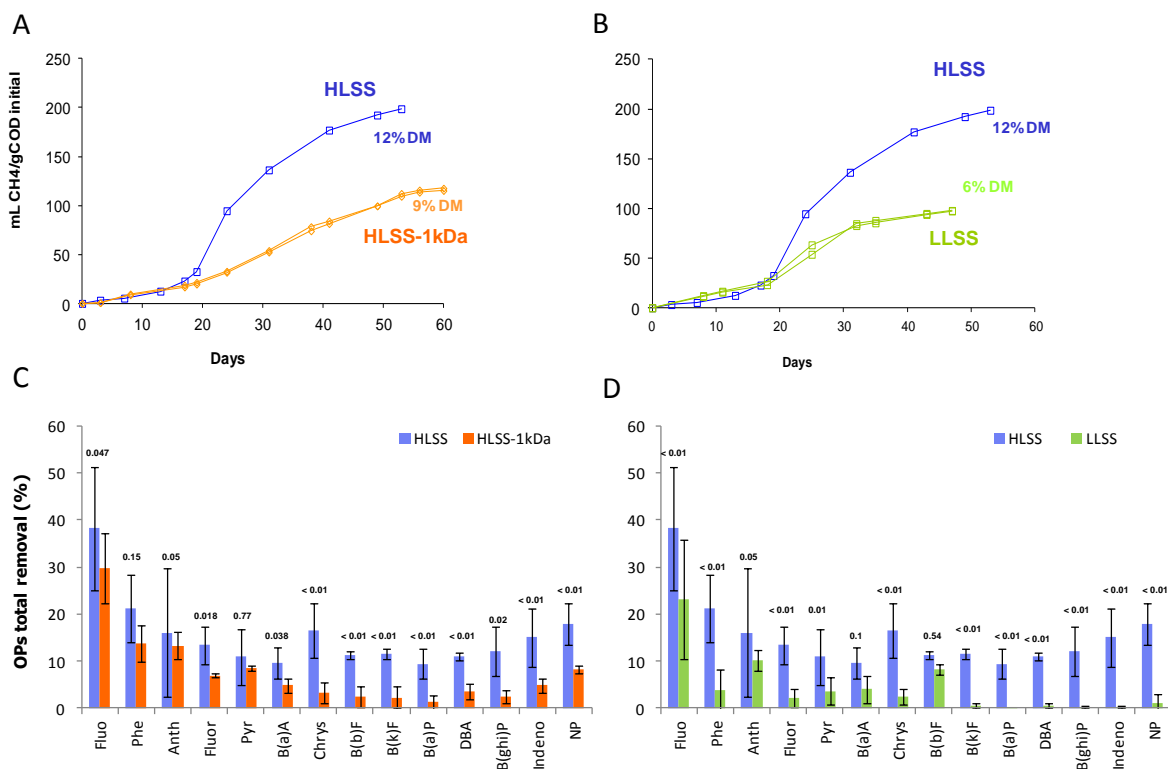 A
250
200
150
100
50
0
mL CH4/gCOD initial
HLSS
12% DM
9% DM
HLSS-1kDa
0 10 20 30 40 50 60
Days
B
250
200
150
100
50
0
HLSS
12% DM
6% DM
LLSS
0 10 20 30 40 50 60
Days
C
60
50
40
30
20
10
0
OPs total removal (%)
HLSS HLSS-1kDa
0.047
0.15
0.05
0.018
0.77
0.038
< 0.01
< 0.01
< 0.01
< 0.01
< 0.01
0.02
< 0.01
< 0.01
Fluo
Phe
Anth
Fluor
Pyr
B(a)A
Chrys
B(b)F
B(k)F
B(a)P
DBA
B(ghi)P
Indeno
NP
D
60
50
40
30
20
10
0
HLSS LLSS
< 0.01
< 0.01
0.05
< 0.01
0.01
0.1
< 0.01
0.54
< 0.01
< 0.01
< 0.01
< 0.01
< 0.01
< 0.01
Fluo
Phe
Anth
Fluor
Pyr
B(a)A
Chrys
B(b)F
B(k)F
B(a)P
DBA
B(ghi)P
Indeno
NP